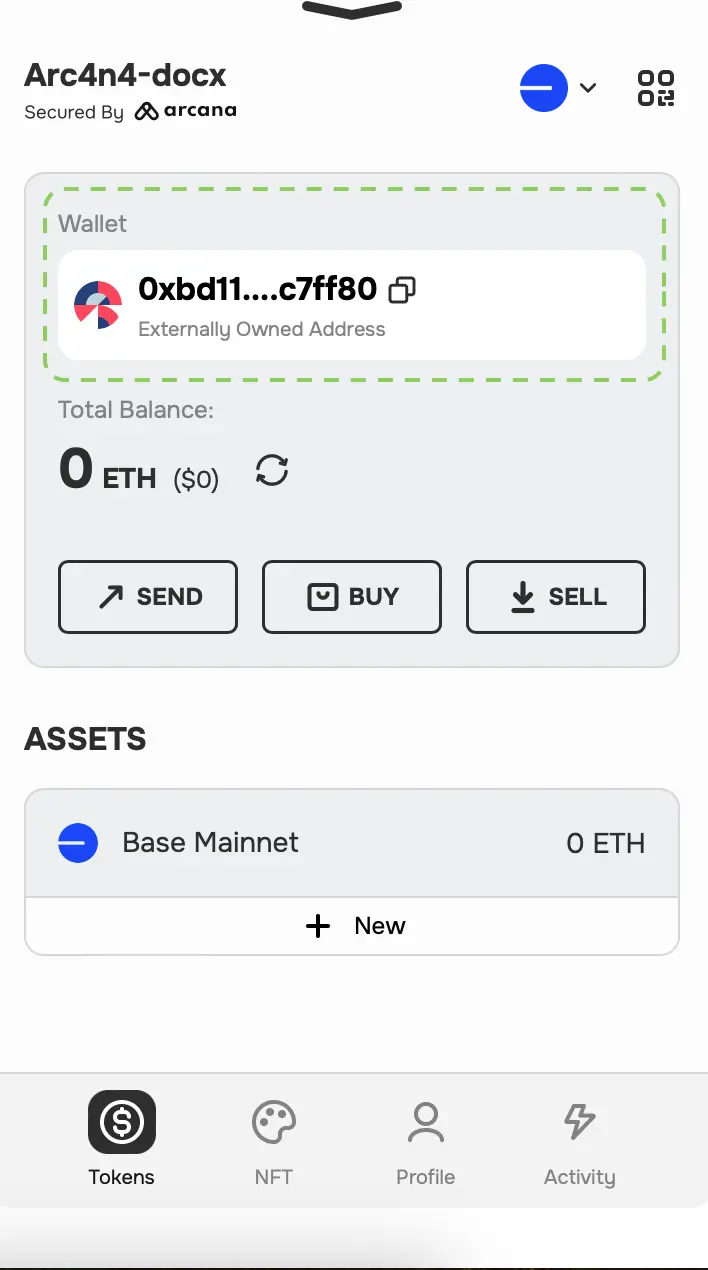 Arc4n4-docx
Secured By arcana
Wallet
0xbd11....c7ff80
Externally Owned Address
Total Balance:
0 ETH ($0)
SEND BUY SELL
ASSETS
Base Mainnet 0 ETH
+ New
Tokens NFT Profile Activity